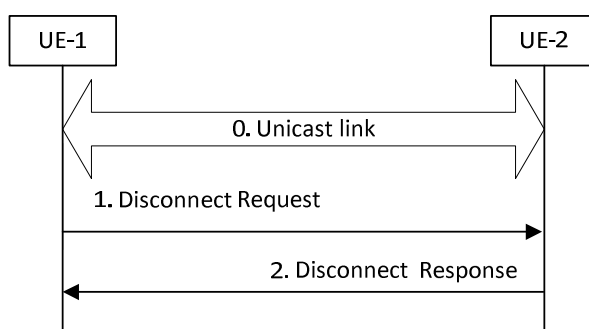 UE-1
UE-2
0. Unicast link
1. Disconnect Request
2. Disconnect Response